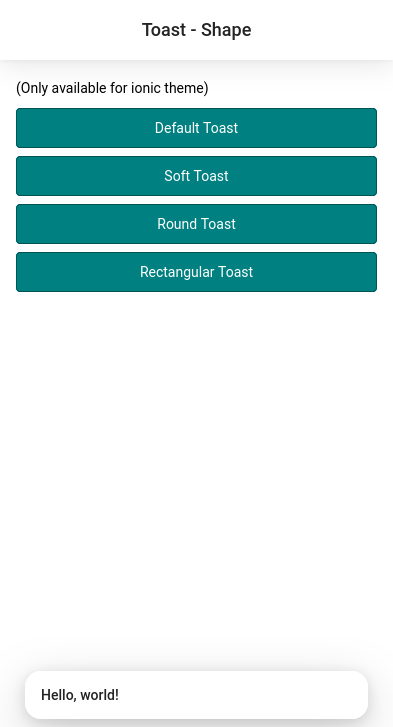 Toast - Shape
(Only available for ionic theme)
Default Toast
Soft Toast
Round Toast
Rectangular Toast
Hello, world!